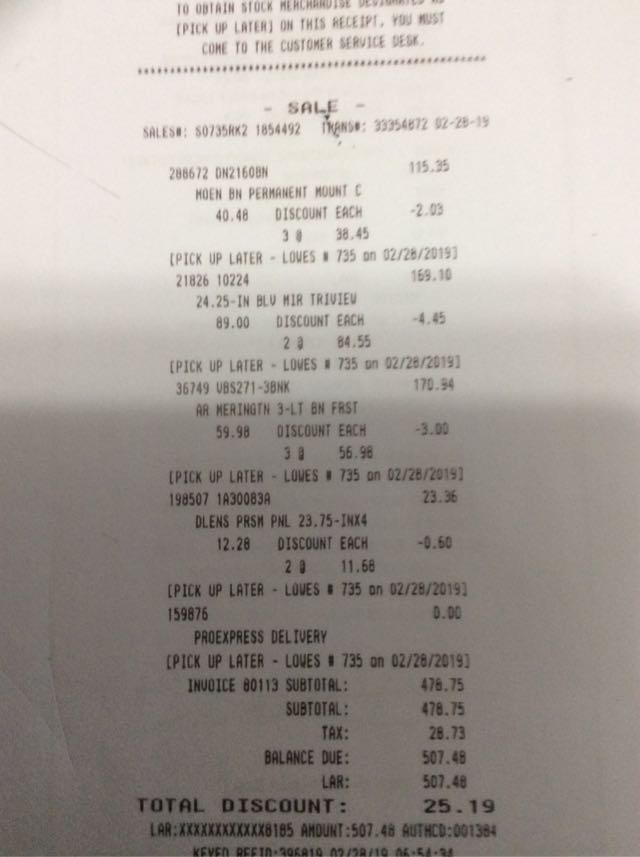 TO OBTAIN STOCK MERCHANDISE DESIGNATED AS
[PICK UP LATER] ON THIS RECEIPT, YOU MUST
COME TO THE CUSTOMER SERVICE DESK.
************************************************
- SALE -
SALES#: S0735RK2 1854492 TRANS#: 33354872 02-28-19
288672 DN2160BN 115.35
MOEN BN PERMANENT MOUNT C
40.48 DISCOUNT EACH -2.03
3 @ 38.45
[PICK UP LATER - LOWES # 735 on 02/28/2019]
21826 10224 169.10
24.25-IN BLV MIR TRIVIEW
89.00 DISCOUNT EACH -4.45
2 @ 84.55
[PICK UP LATER - LOWES # 735 on 02/28/2019]
36749 VBS271-3BNK 170.94
AR MERINGTN 3-LT BN FRST
59.98 DISCOUNT EACH -3.00
3 @ 56.98
[PICK UP LATER - LOWES # 735 on 02/28/2019]
198507 1A30083A 23.36
DLENS PRSM PNL 23.75-INX4
12.28 DISCOUNT EACH -0.60
2 @ 11.68
[PICK UP LATER - LOWES # 735 on 02/28/2019]
159876 0.00
PROEXPRESS DELIVERY
[PICK UP LATER - LOWES # 735 on 02/28/2019]
INVOICE 80113 SUBTOTAL: 478.75
SUBTOTAL: 478.75
TAX: 28.73
BALANCE DUE: 507.48
LAR: 507.48
TOTAL DISCOUNT: 25.19
LAR:XXXXXXXXXXXX8185 AMOUNT:507.48 AUTHCD:001384
KEYED REFID:396819 02/28/19 06:54:34